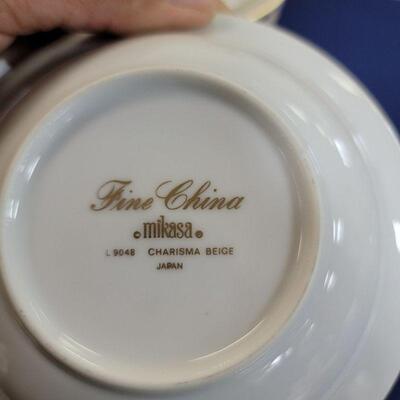 Fine China
© mikasa ®
L 9048 CHARISMA BEIGE
JAPAN